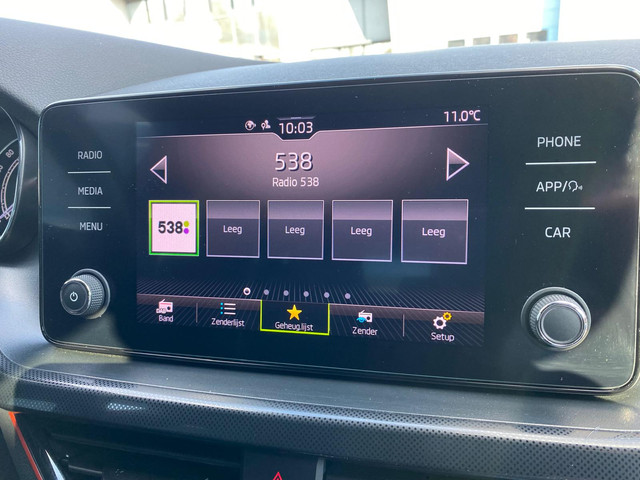 10:03
11.0°C
RADIO
MEDIA
MENU
538
Radio 538
PHONE
APP/
CAR
538
Leeg
Leeg
Leeg
Leeg
Band
Zenderlijst
Geheug.lijst
Zender
Setup